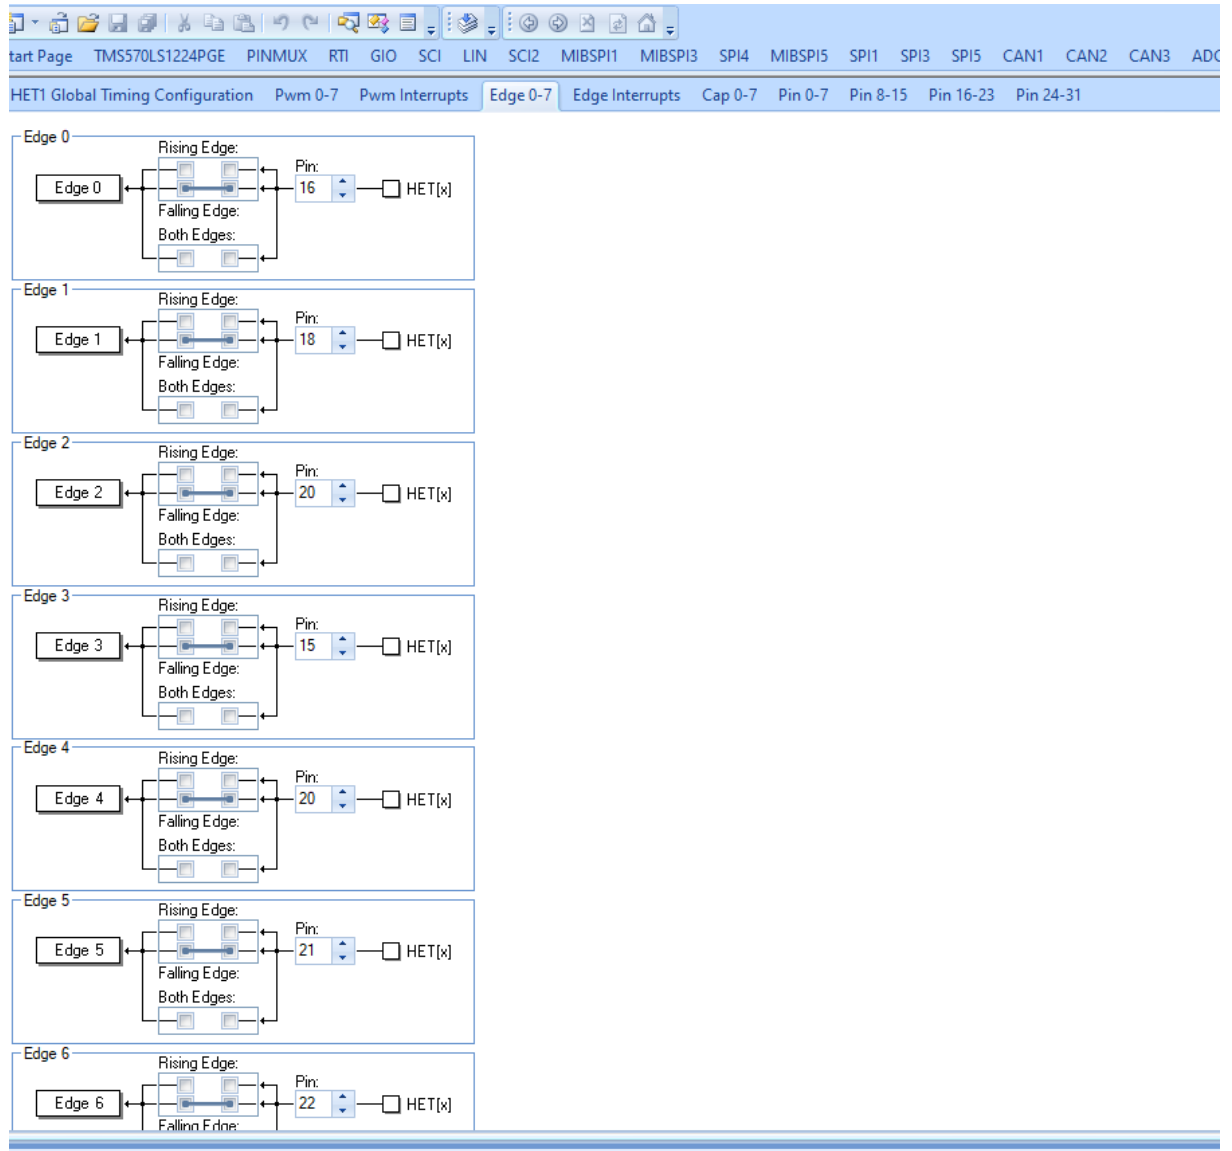 tart Page TMS570LS1224PGE PINMUX RTI GIO SCI LIN SCI2 MIBSPI1 MIBSPI3 SPI4 MIBSPI5 SPI1 SPI3 SPI5 CAN1 CAN2 CAN3 ADC
HET1 Global Timing Configuration Pwm 0-7 Pwm Interrupts Edge 0-7 Edge Interrupts Cap 0-7 Pin 0-7 Pin 8-15 Pin 16-23 Pin 24-31
Edge 0
Rising Edge:
Pin:
Edge 0 16 HET[x]
Falling Edge:
Both Edges:
Edge 1
Rising Edge:
Pin:
Edge 1 18 HET[x]
Falling Edge:
Both Edges:
Edge 2
Rising Edge:
Pin:
Edge 2 20 HET[x]
Falling Edge:
Both Edges:
Edge 3
Rising Edge:
Pin:
Edge 3 15 HET[x]
Falling Edge:
Both Edges:
Edge 4
Rising Edge:
Pin:
Edge 4 20 HET[x]
Falling Edge:
Both Edges:
Edge 5
Rising Edge:
Pin:
Edge 5 21 HET[x]
Falling Edge:
Both Edges:
Edge 6
Rising Edge:
Pin:
Edge 6 22 HET[x]
Falling Edge: